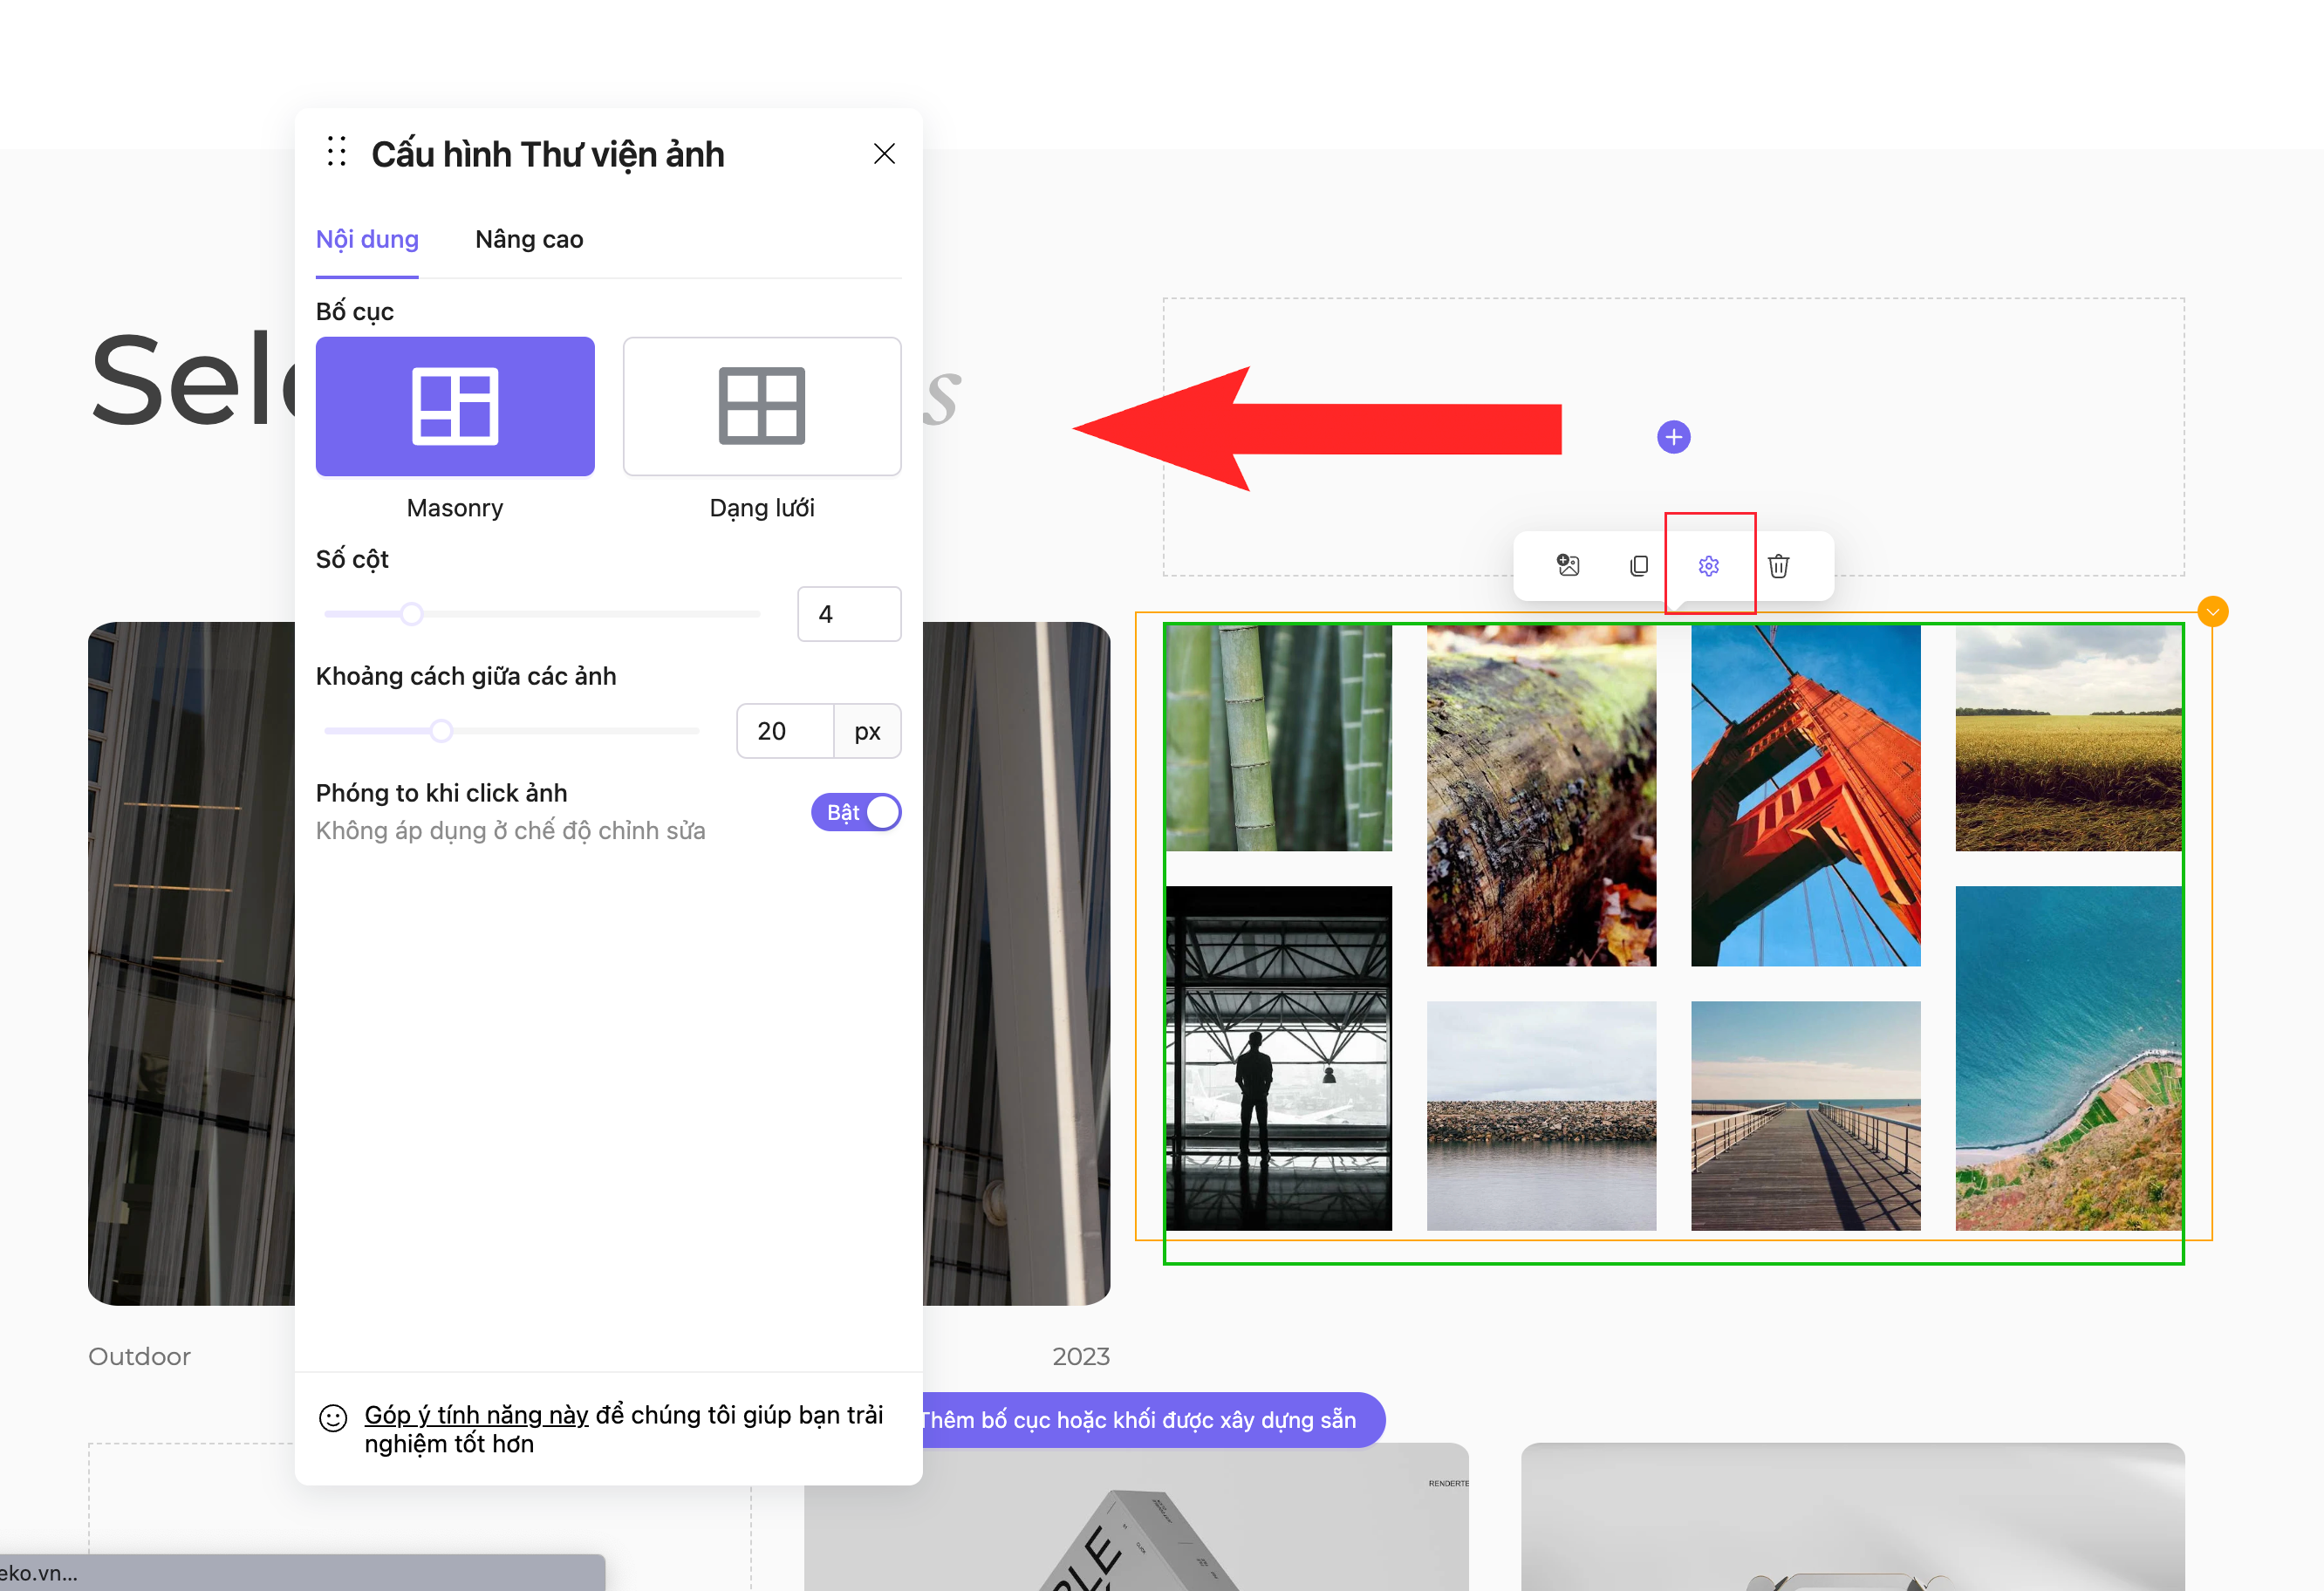 Cấu hình Thư viện ảnh
Nội dung
Nâng cao
Bố cục
Masonry
Dạng lưới
Số cột
4
Khoảng cách giữa các ảnh
20
px
Phóng to khi click ảnh
Không áp dụng ở chế độ chỉnh sửa
Bật
Góp ý tính năng này để chúng tôi giúp bạn trải
nghiệm tốt hơn
Sel
s
Outdoor
2023
Thêm bố cục hoặc khối được xây dựng sẵn
RENDERTE
PLE
eko.vn...